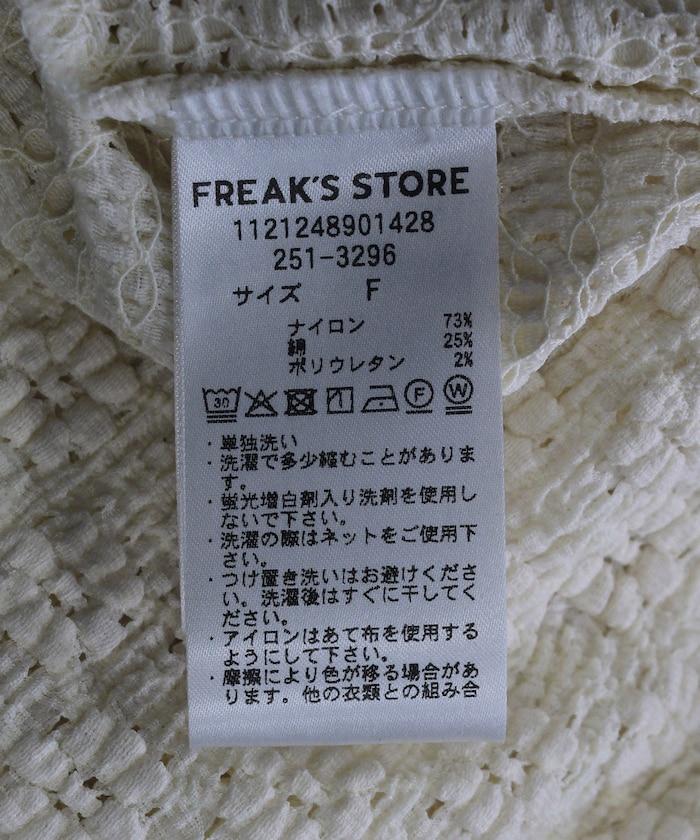 FREAK'S STORE
1121248901428
251-3296
サイズ F
ナイロン 73%
綿 25%
ポリウレタン 2%
30 F W
・単独洗い
・洗濯で多少縮むことがありま
す。
・蛍光増白剤入り洗剤を使用し
ないで下さい。
・洗濯の際はネットをご使用下
さい。
・つけ置き洗いはお避けくださ
い。洗濯後はすぐに干してく
ださい。
・アイロンはあて布を使用する
ようにして下さい。
・摩擦により色が移る場合があ
ります。他の衣類との組み合